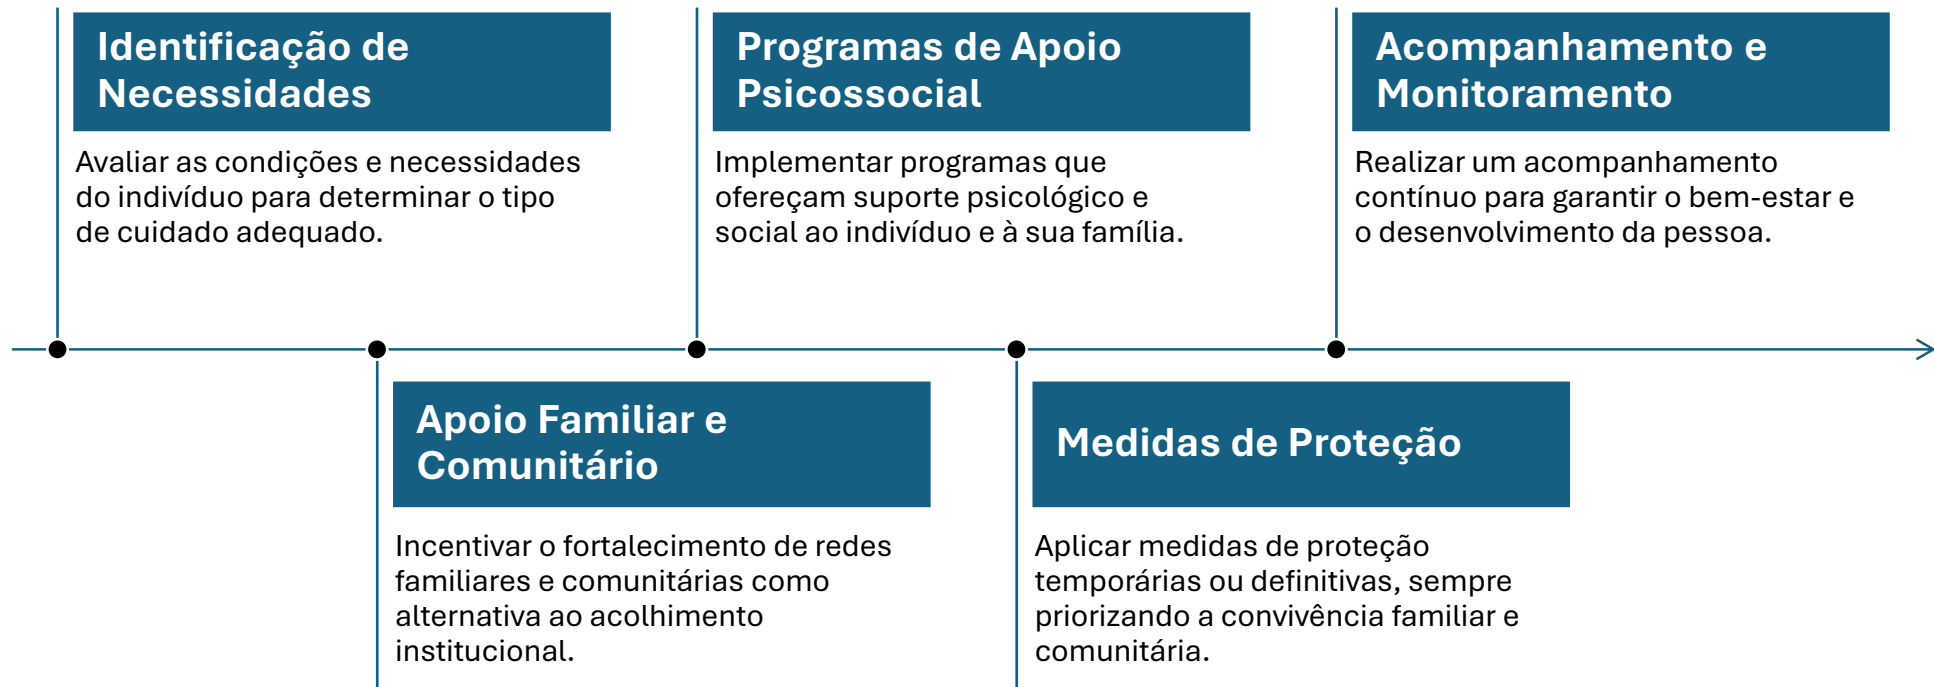 Identificação de
Necessidades
Avaliar as condições e necessidades
do indivíduo para determinar o tipo
de cuidado adequado.
Apoio Familiar e
Comunitário
Incentivar o fortalecimento de redes
familiares e comunitárias como
alternativa ao acolhimento
institucional.
Programas de Apoio
Psicossocial
Implementar programas que
ofereçam suporte psicológico e
social ao indivíduo e à sua família.
Medidas de Proteção
Aplicar medidas de proteção
temporárias ou definitivas, sempre
priorizando a convivência familiar e
comunitária.
Acompanhamento e
Monitoramento
Realizar um acompanhamento
contínuo para garantir o bem-estar e
o desenvolvimento da pessoa.